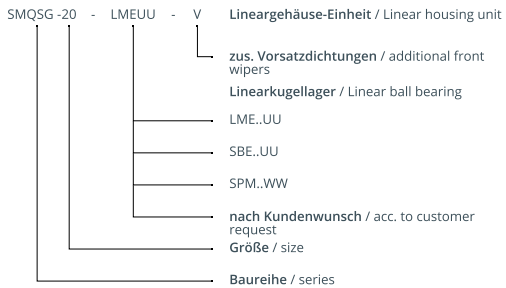 SMQSG -20 - LMEUU - V Lineargehäuse-Einheit / Linear housing unit
zus. Vorsatzdichtungen / additional front
wipers
Linearkugellager / Linear ball bearing
LME..UU
SBE..UU
SPM..WW
nach Kundenwunsch / acc. to customer
request
Größe / size
Baureihe / series